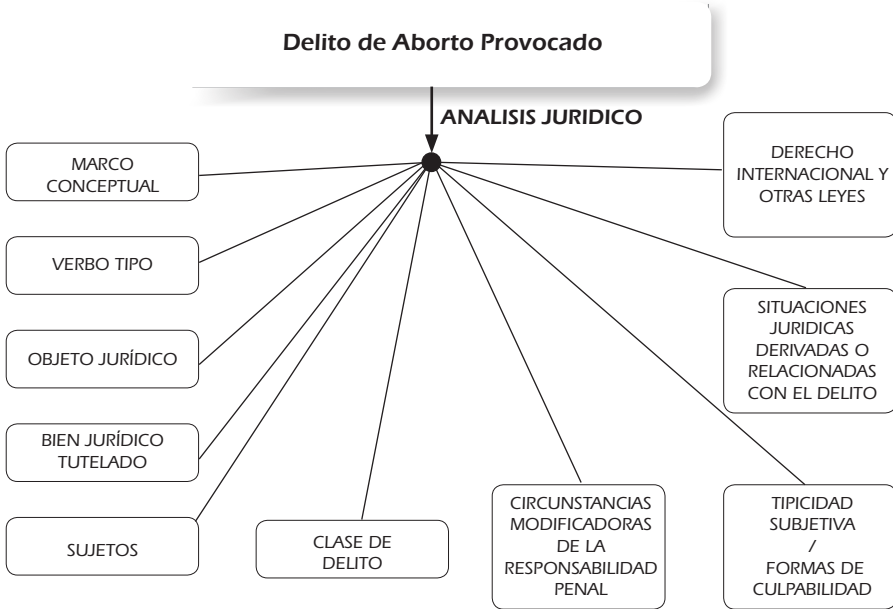 Delito de Aborto Provocado
ANALISIS JURIDICO
MARCO
CONCEPTUAL
VERBO TIPO
OBJETO JURÍDICO
BIEN JURÍDICO
TUTELADO
SUJETOS
CLASE DE
DELITO
CIRCUNSTANCIAS
MODIFICADORAS
DE LA
RESPONSABILIDAD
PENAL
TIPICIDAD
SUBJETIVA
/
FORMAS DE
CULPABILIDAD
SITUACIONES
JURIDICAS
DERIVADAS O
RELACIONADAS
CON EL DELITO
DERECHO
INTERNACIONAL Y
OTRAS LEYES